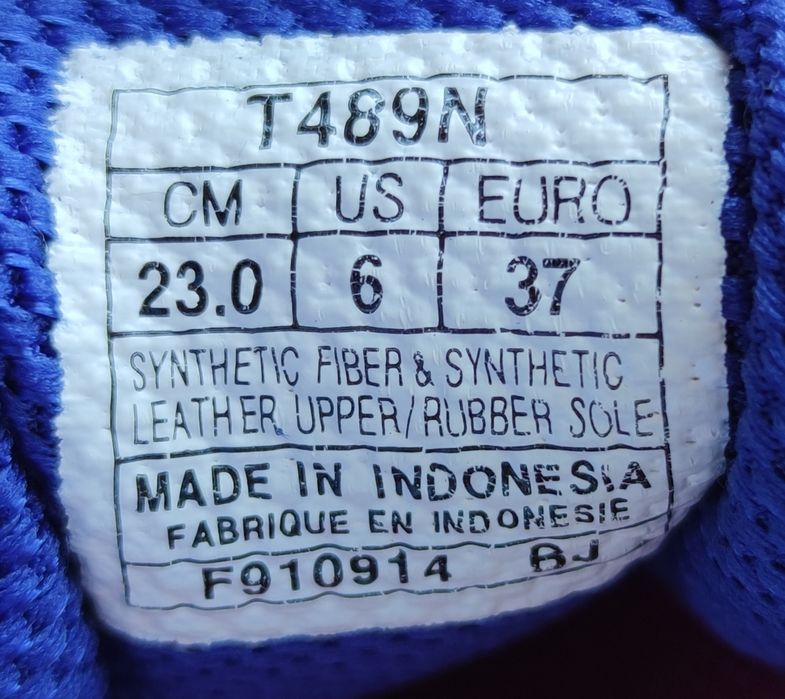 T489N
CM US EURO
23.0 6 37
SYNTHETIC FIBER & SYNTHETIC
LEATHER UPPER/RUBBER SOLE
MADE IN INDONESIA
FABRIQUE EN INDONESIE
F910914 BJ